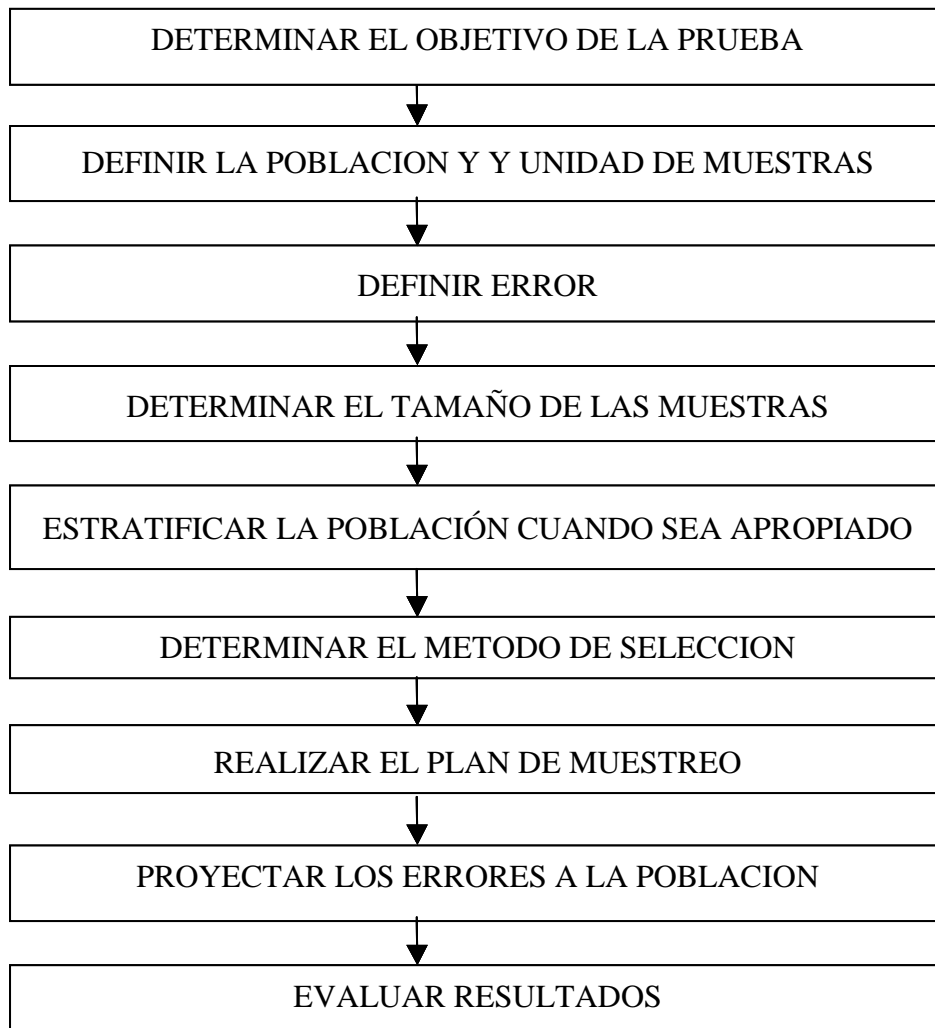 DETERMINAR EL OBJETIVO DE LA PRUEBA
DEFINIR LA POBLACION Y Y UNIDAD DE MUESTRAS
DEFINIR ERROR
DETERMINAR EL TAMAÑO DE LAS MUESTRAS
ESTRATIFICAR LA POBLACIÓN CUANDO SEA APROPIADO
DETERMINAR EL METODO DE SELECCION
REALIZAR EL PLAN DE MUESTREO
PROYECTAR LOS ERRORES A LA POBLACION
EVALUAR RESULTADOS